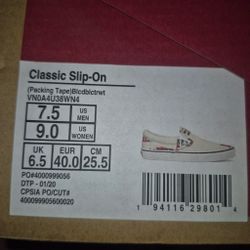 Classic Slip-On
(Packing Tape)Blcdblctrwt
VN0A4U38WN4
7.5 US MEN
9.0 US WOMEN
UK EUR CM
6.5 40.0 25.5
PO#4000999056
DTP - 01/20
CPSIA PO/CUT#
400099905600020
1 94116 29801 4